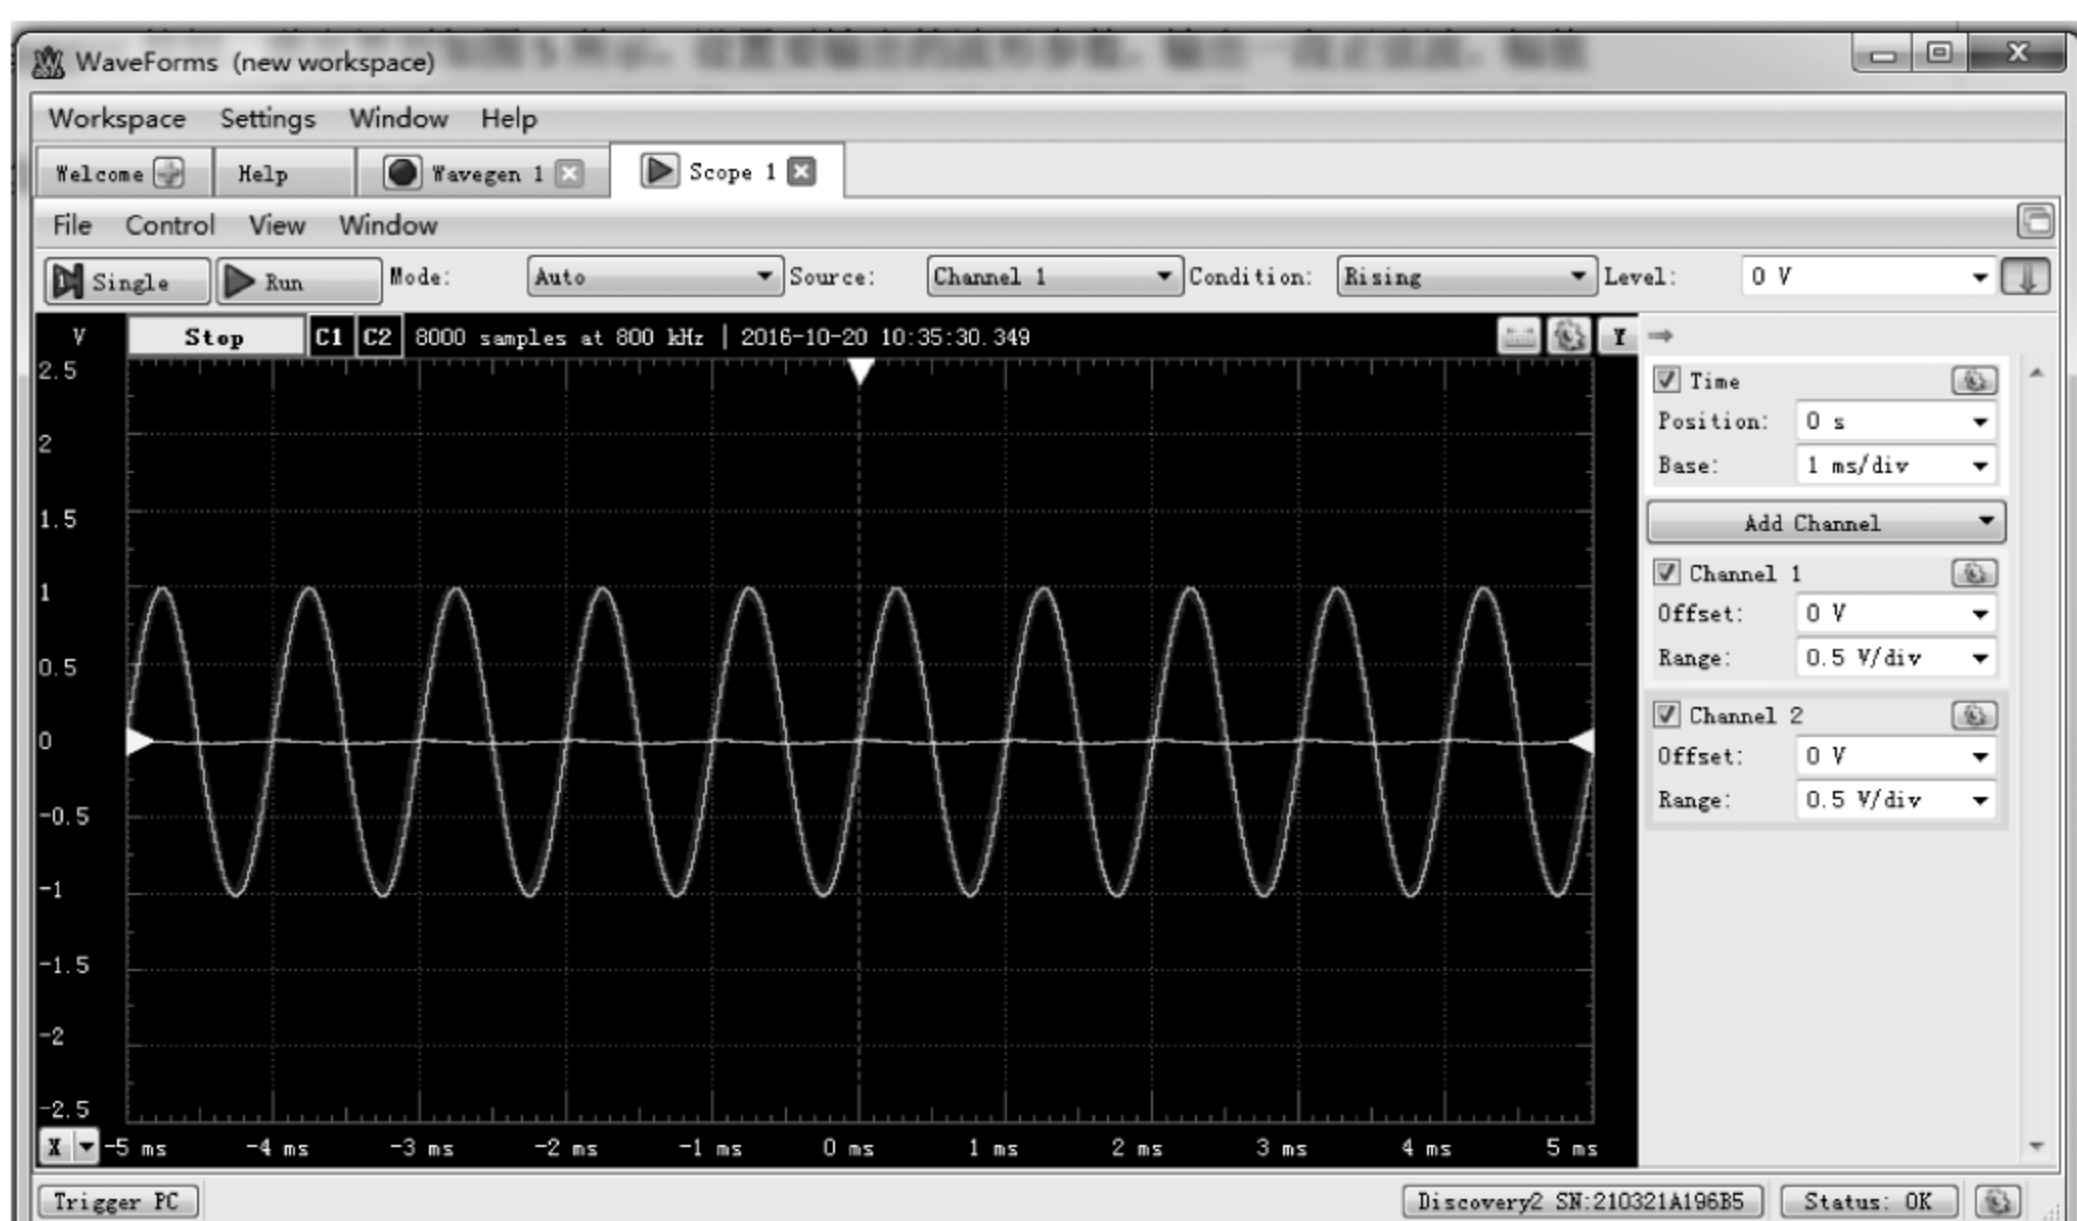 WaveForms (new workspace)
Workspace Settings Window Help
Welcome Help Wavegen 1 Scope 1
File Control View Window
Single Run Mode: Auto Source: Channel 1 Condition: Rising Level: 0 V
V Stop C1 C2 8000 samples at 800 kHz | 2016-10-20 10:35:30.349 Y
2.5
2
1.5
1
0.5
0
-0.5
-1
-1.5
-2
-2.5
X -5 ms -4 ms -3 ms -2 ms -1 ms 0 ms 1 ms 2 ms 3 ms 4 ms 5 ms
Time
Position: 0 s
Base: 1 ms/div
Add Channel
Channel 1
Offset: 0 V
Range: 0.5 V/div
Channel 2
Offset: 0 V
Range: 0.5 V/div
Trigger PC Discovery2 SN:210321A196B5 Status: OK